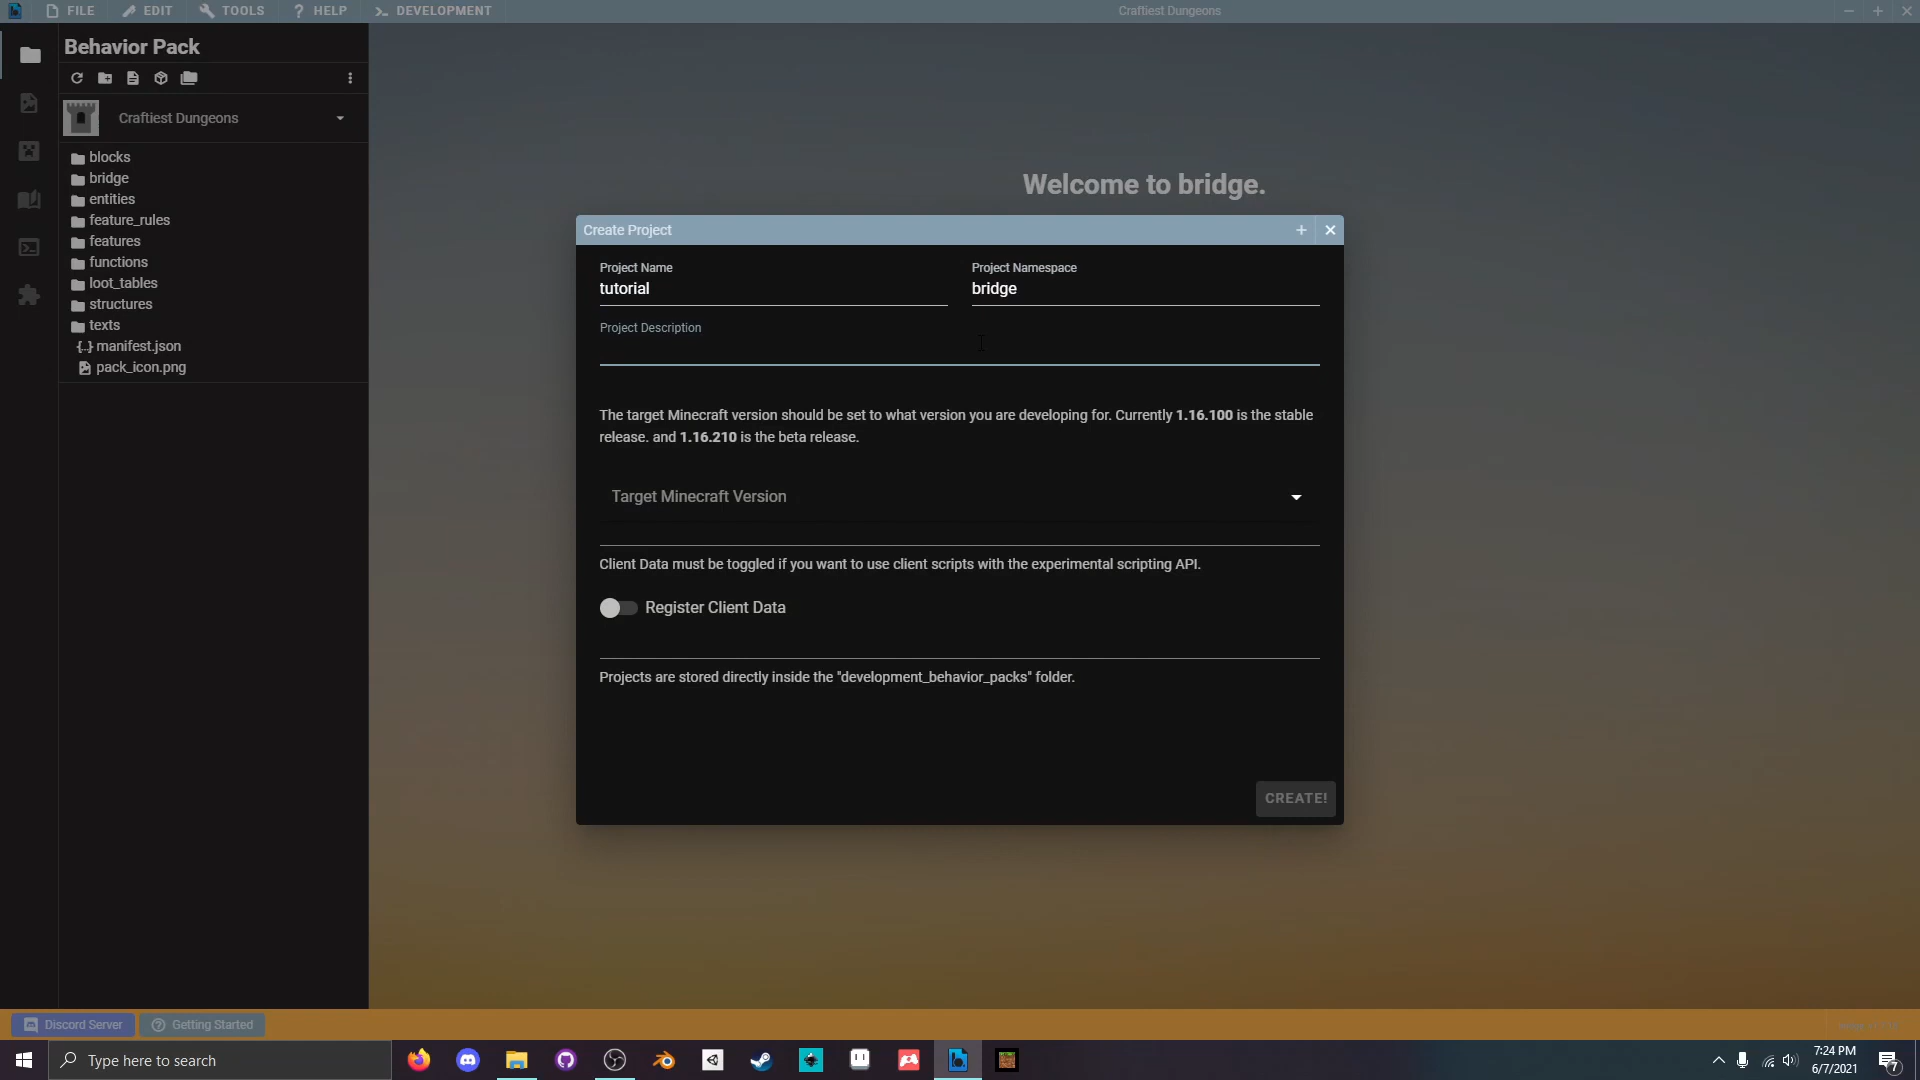 FILE EDIT TOOLS HELP DEVELOPMENT Craftiest Dungeons
Behavior Pack
Craftiest Dungeons
blocks
bridge
entities
feature_rules
features
functions
loot_tables
structures
texts
{..} manifest.json
pack_icon.png
Welcome to bridge.
Create Project
Project Name
tutorial
Project Namespace
bridge
Project Description
The target Minecraft version should be set to what version you are developing for. Currently 1.16.100 is the stable
release. and 1.16.210 is the beta release.
Target Minecraft Version
Client Data must be toggled if you want to use client scripts with the experimental scripting API.
Register Client Data
Projects are stored directly inside the "development_behavior_packs" folder.
CREATE!
Discord Server Getting Started
Type here to search
7:24 PM
6/7/2021
7